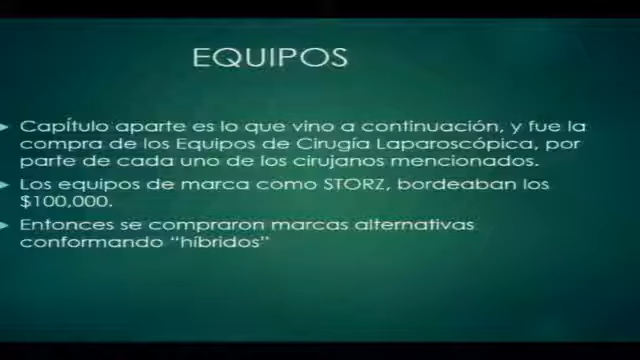 EQUIPOS
CapÍtulo aparte es lo que vino a continuación, y fue la
compra de los Equipos de Cirugía Laparoscópica, por
parte de cada uno de los cirujanos mencionados.
Los equipos de marca como STORZ, bordeaban los
$100,000.
Entonces se compraron marcas alternativas
conformando “híbridos”